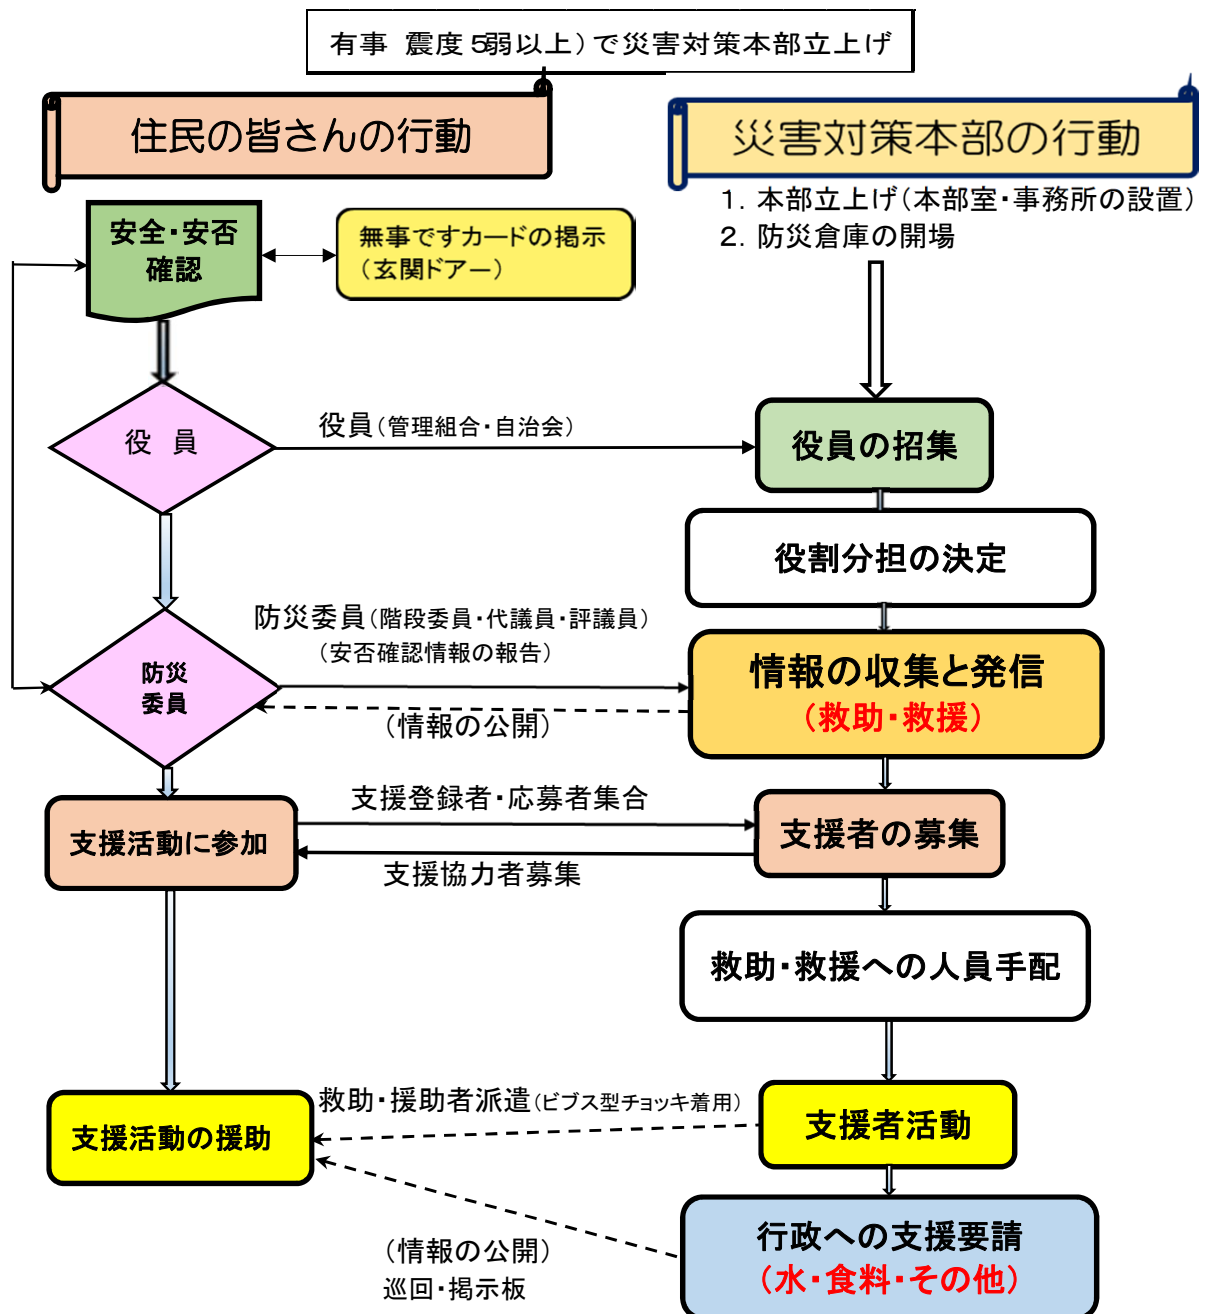 有事 震度5弱以上）で災害対策本部立上げ
住民の皆さんの行動
災害対策本部の行動
1. 本部立上げ（本部室・事務所の設置）
2. 防災倉庫の開場
安全・安否
確認
無事ですカードの掲示
（玄関ドアー）
役 員
役員（管理組合・自治会）
役員の招集
役割分担の決定
防災委員（階段委員・代議員・評議員）
（安否確認情報の報告）
防災
委員
情報の収集と発信
（救助・救援）
（情報の公開）
支援登録者・応募者集合
支援活動に参加
支援者の募集
支援協力者募集
救助・救援への人員手配
救助・援助者派遣（ビブス型チョッキ着用）
支援活動の援助
支援者活動
行政への支援要請
（水・食料・その他）
（情報の公開）
巡回・掲示板